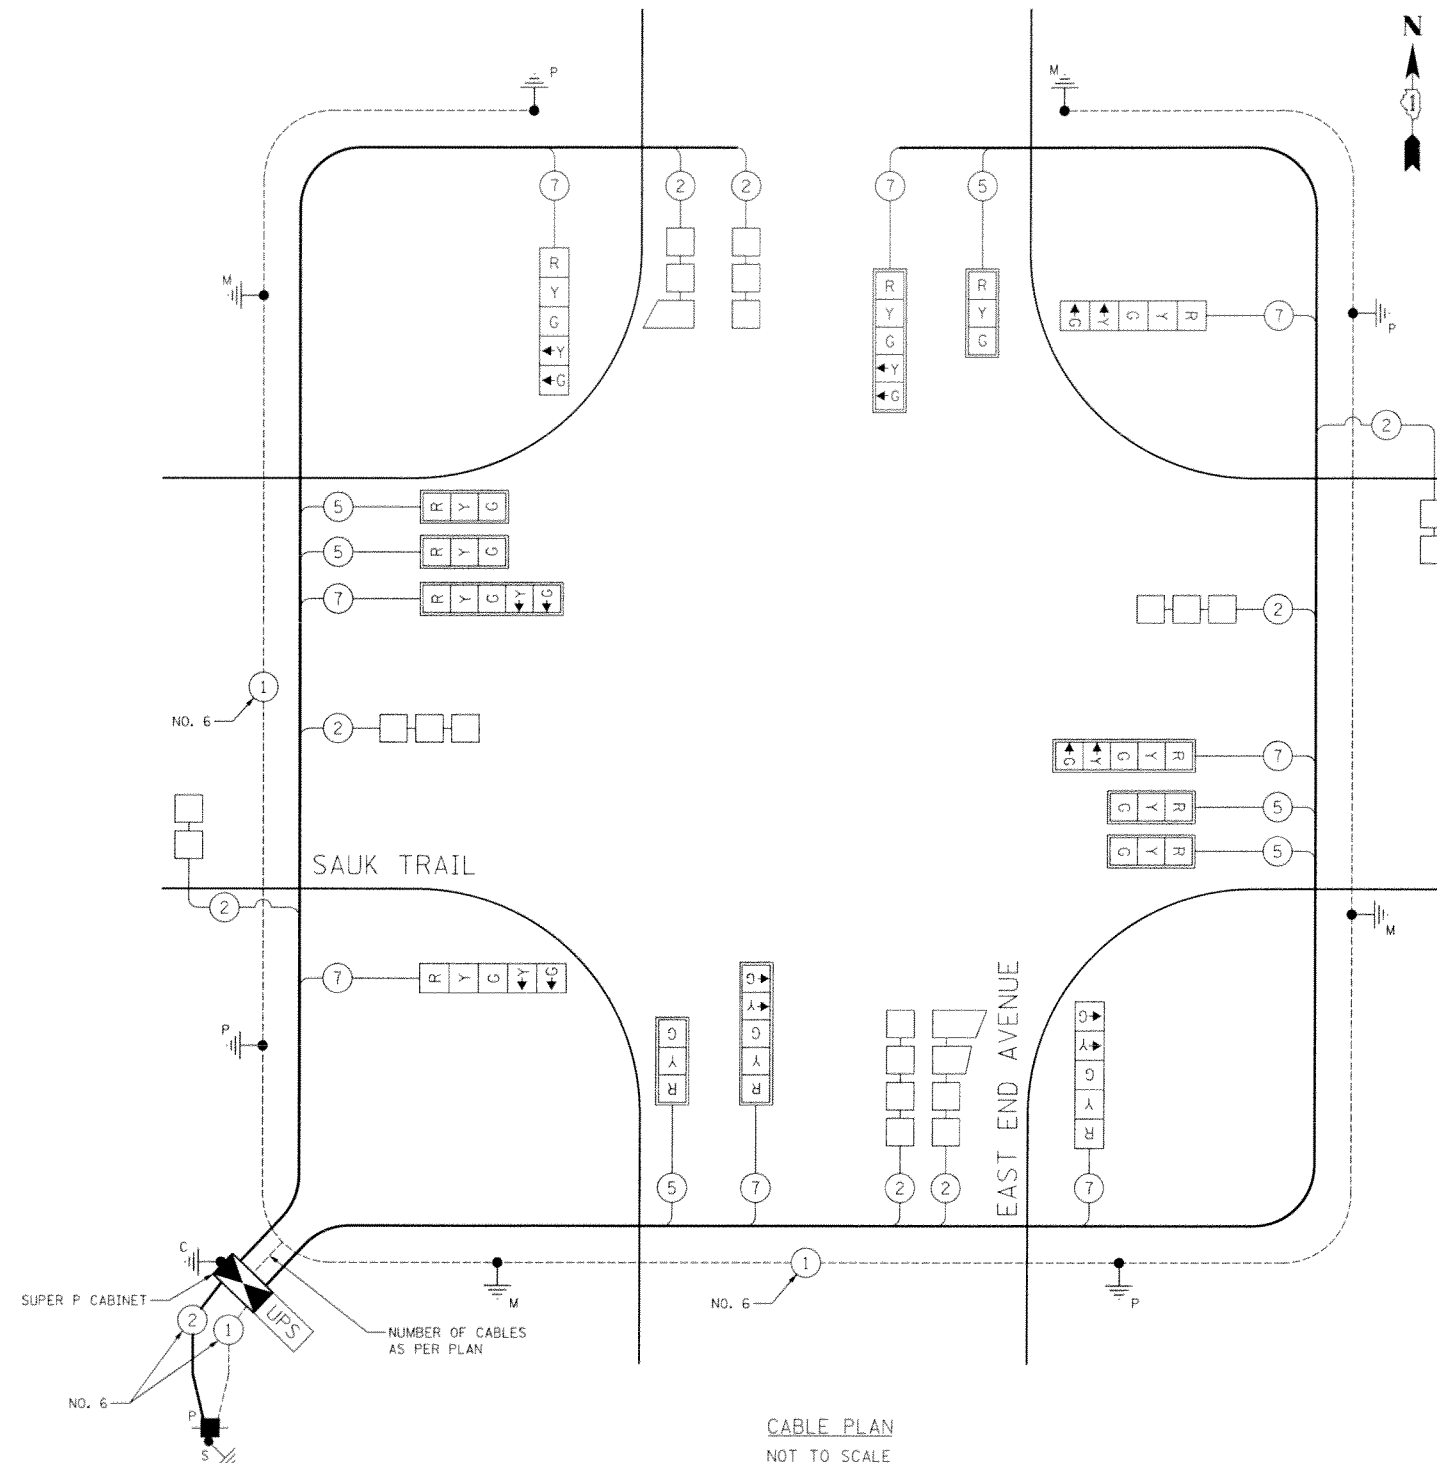 N
P
M
1
7
2
2
7
5
R
Y
G
Y
G
R
Y
G
Y
G
R
Y
G
M
G Y G Y R
7
P
2
5
R Y G
5
R Y G
7
R Y G Y G
2
1
NO. 6
2
G Y G Y R
7
G Y R
5
G Y R
5
SAUK TRAIL
2
M
7
R Y G Y G
P
G
Y
R
G
Y
G
Y
R
EAST END AVENUE
G
Y
G
Y
R
5
7
2
2
7
C
SUPER P CABINET
UPS
M
NO. 6
1
P
2
1
NUMBER OF CABLES
AS PER PLAN
NO. 6
P
S
CABLE PLAN
NOT TO SCALE